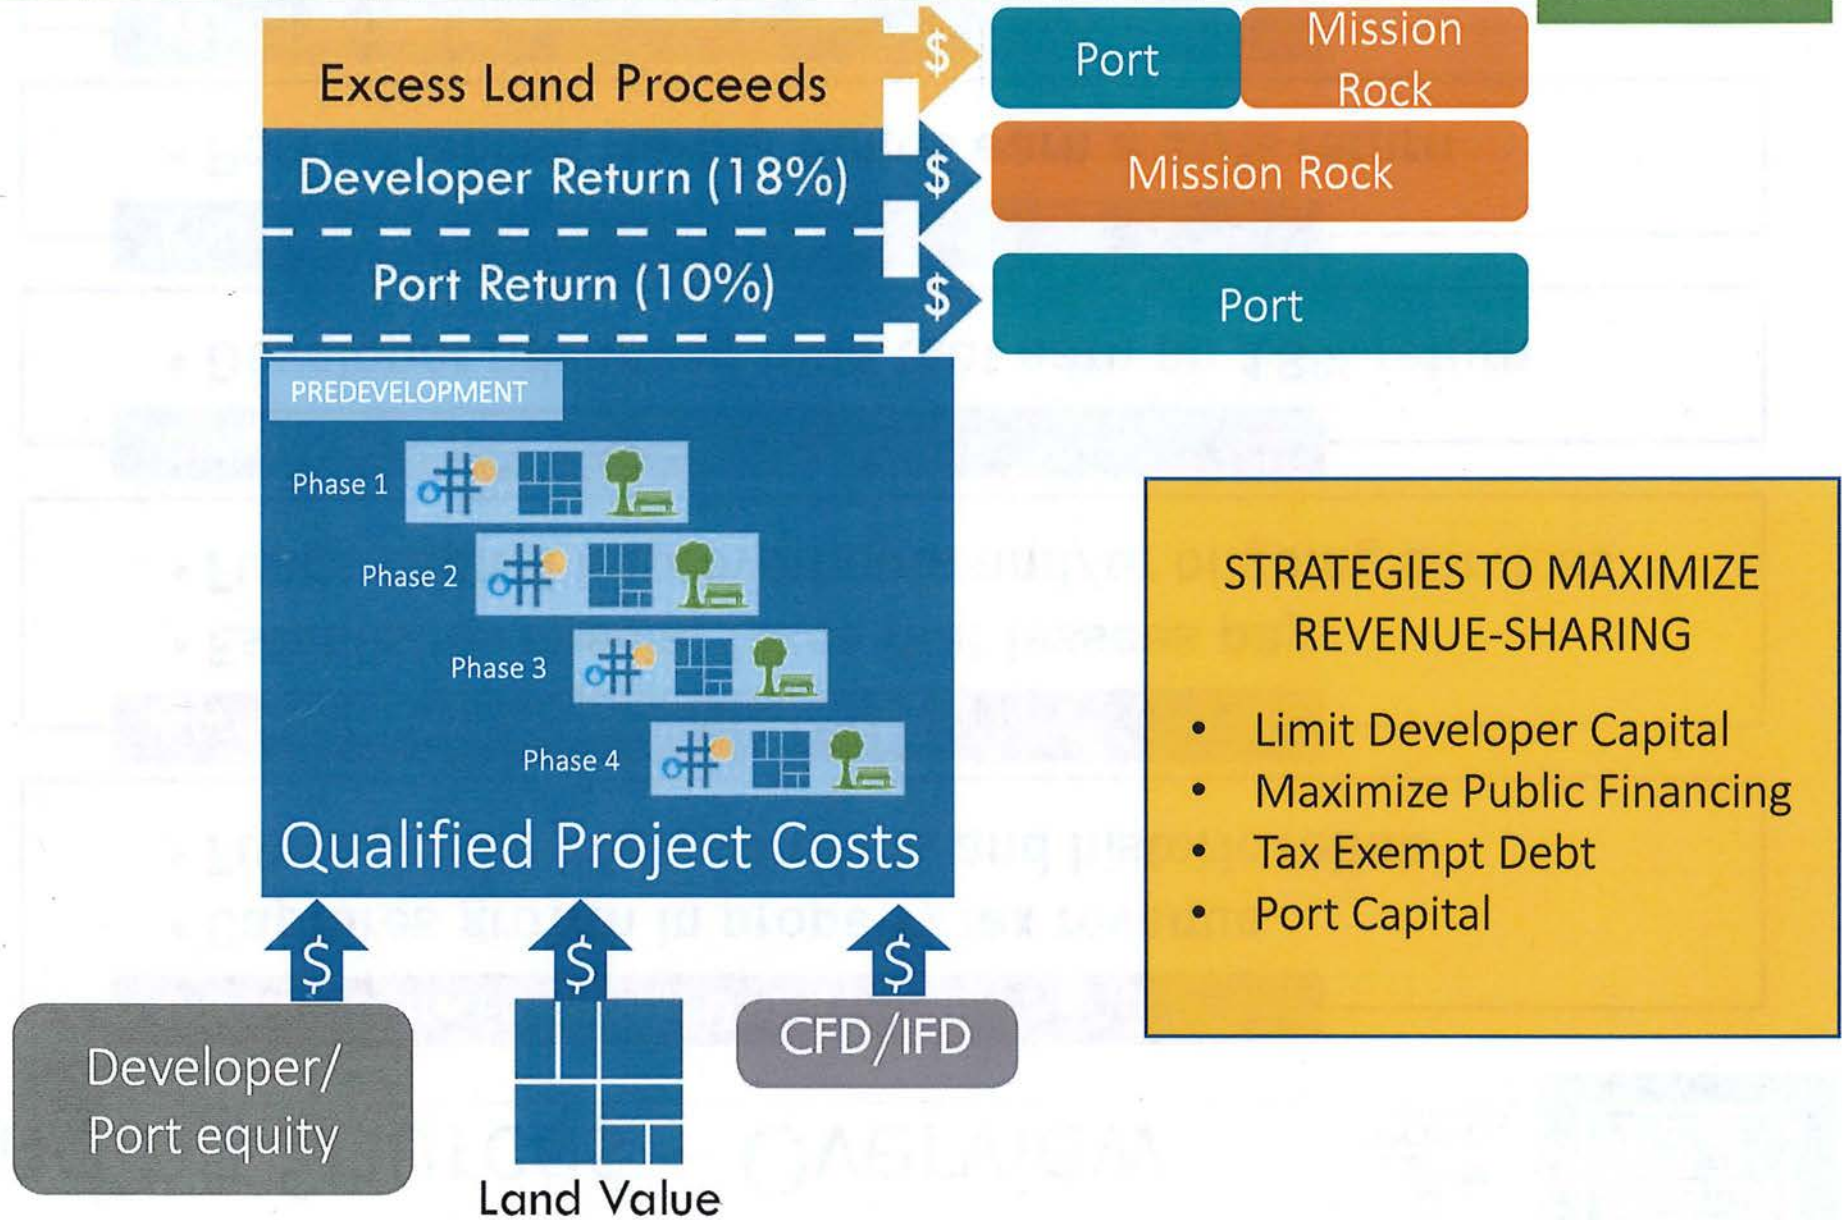 Excess Land Proceeds
$
Port
Mission
Rock
Developer Return (18%)
$
Mission Rock
Port Return (10%)
$
Port
PREDEVELOPMENT
Phase 1
Phase 2
Phase 3
Phase 4
Qualified Project Costs
$ $ $
Developer/
Port equity
Land Value
CFD/IFD
STRATEGIES TO MAXIMIZE
REVENUE-SHARING
• Limit Developer Capital
• Maximize Public Financing
• Tax Exempt Debt
• Port Capital